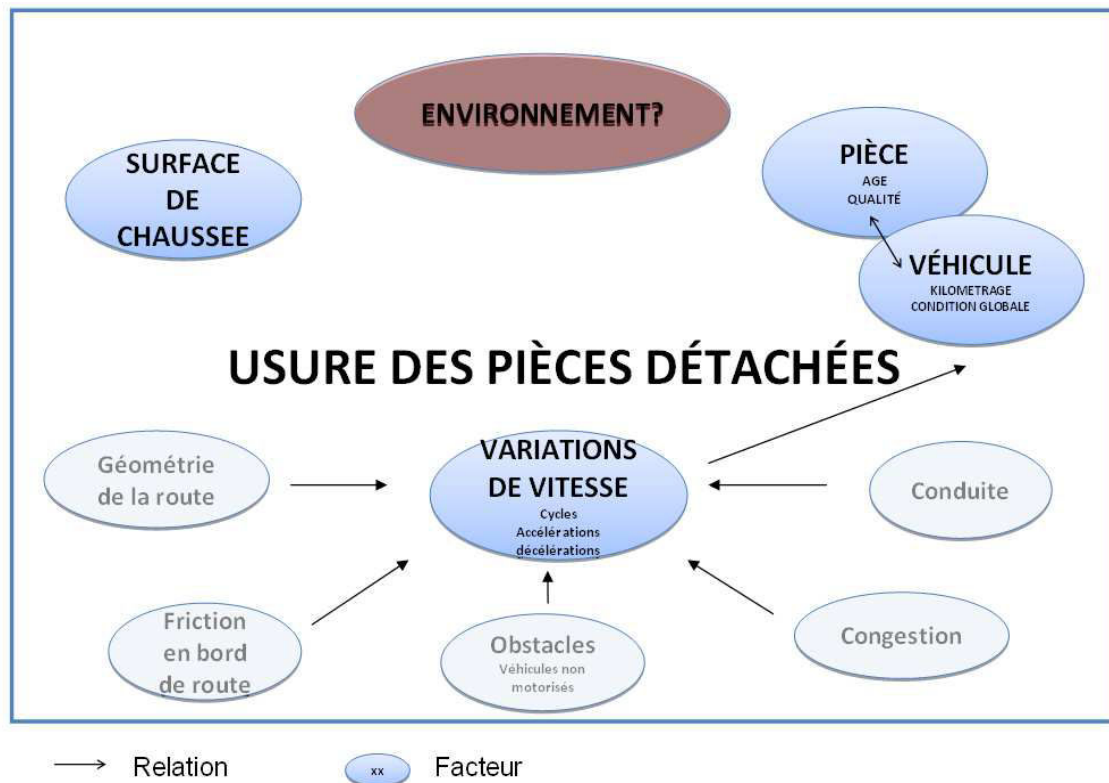 ENVIRONNEMENT?
SURFACE
DE
CHAUSSEE
PIÈCE
AGE
QUALITÉ
VÉHICULE
KILOMETRAGE
CONDITION GLOBALE
USURE DES PIÈCES DÉTACHÉES
Géométrie
de la route
VARIATIONS
DE VITESSE
Cycles
Accélérations
décélérations
Conduite
Friction
en bord
de route
Obstacles
Véhicules non
motorisés
Congestion
Relation
xx
Facteur